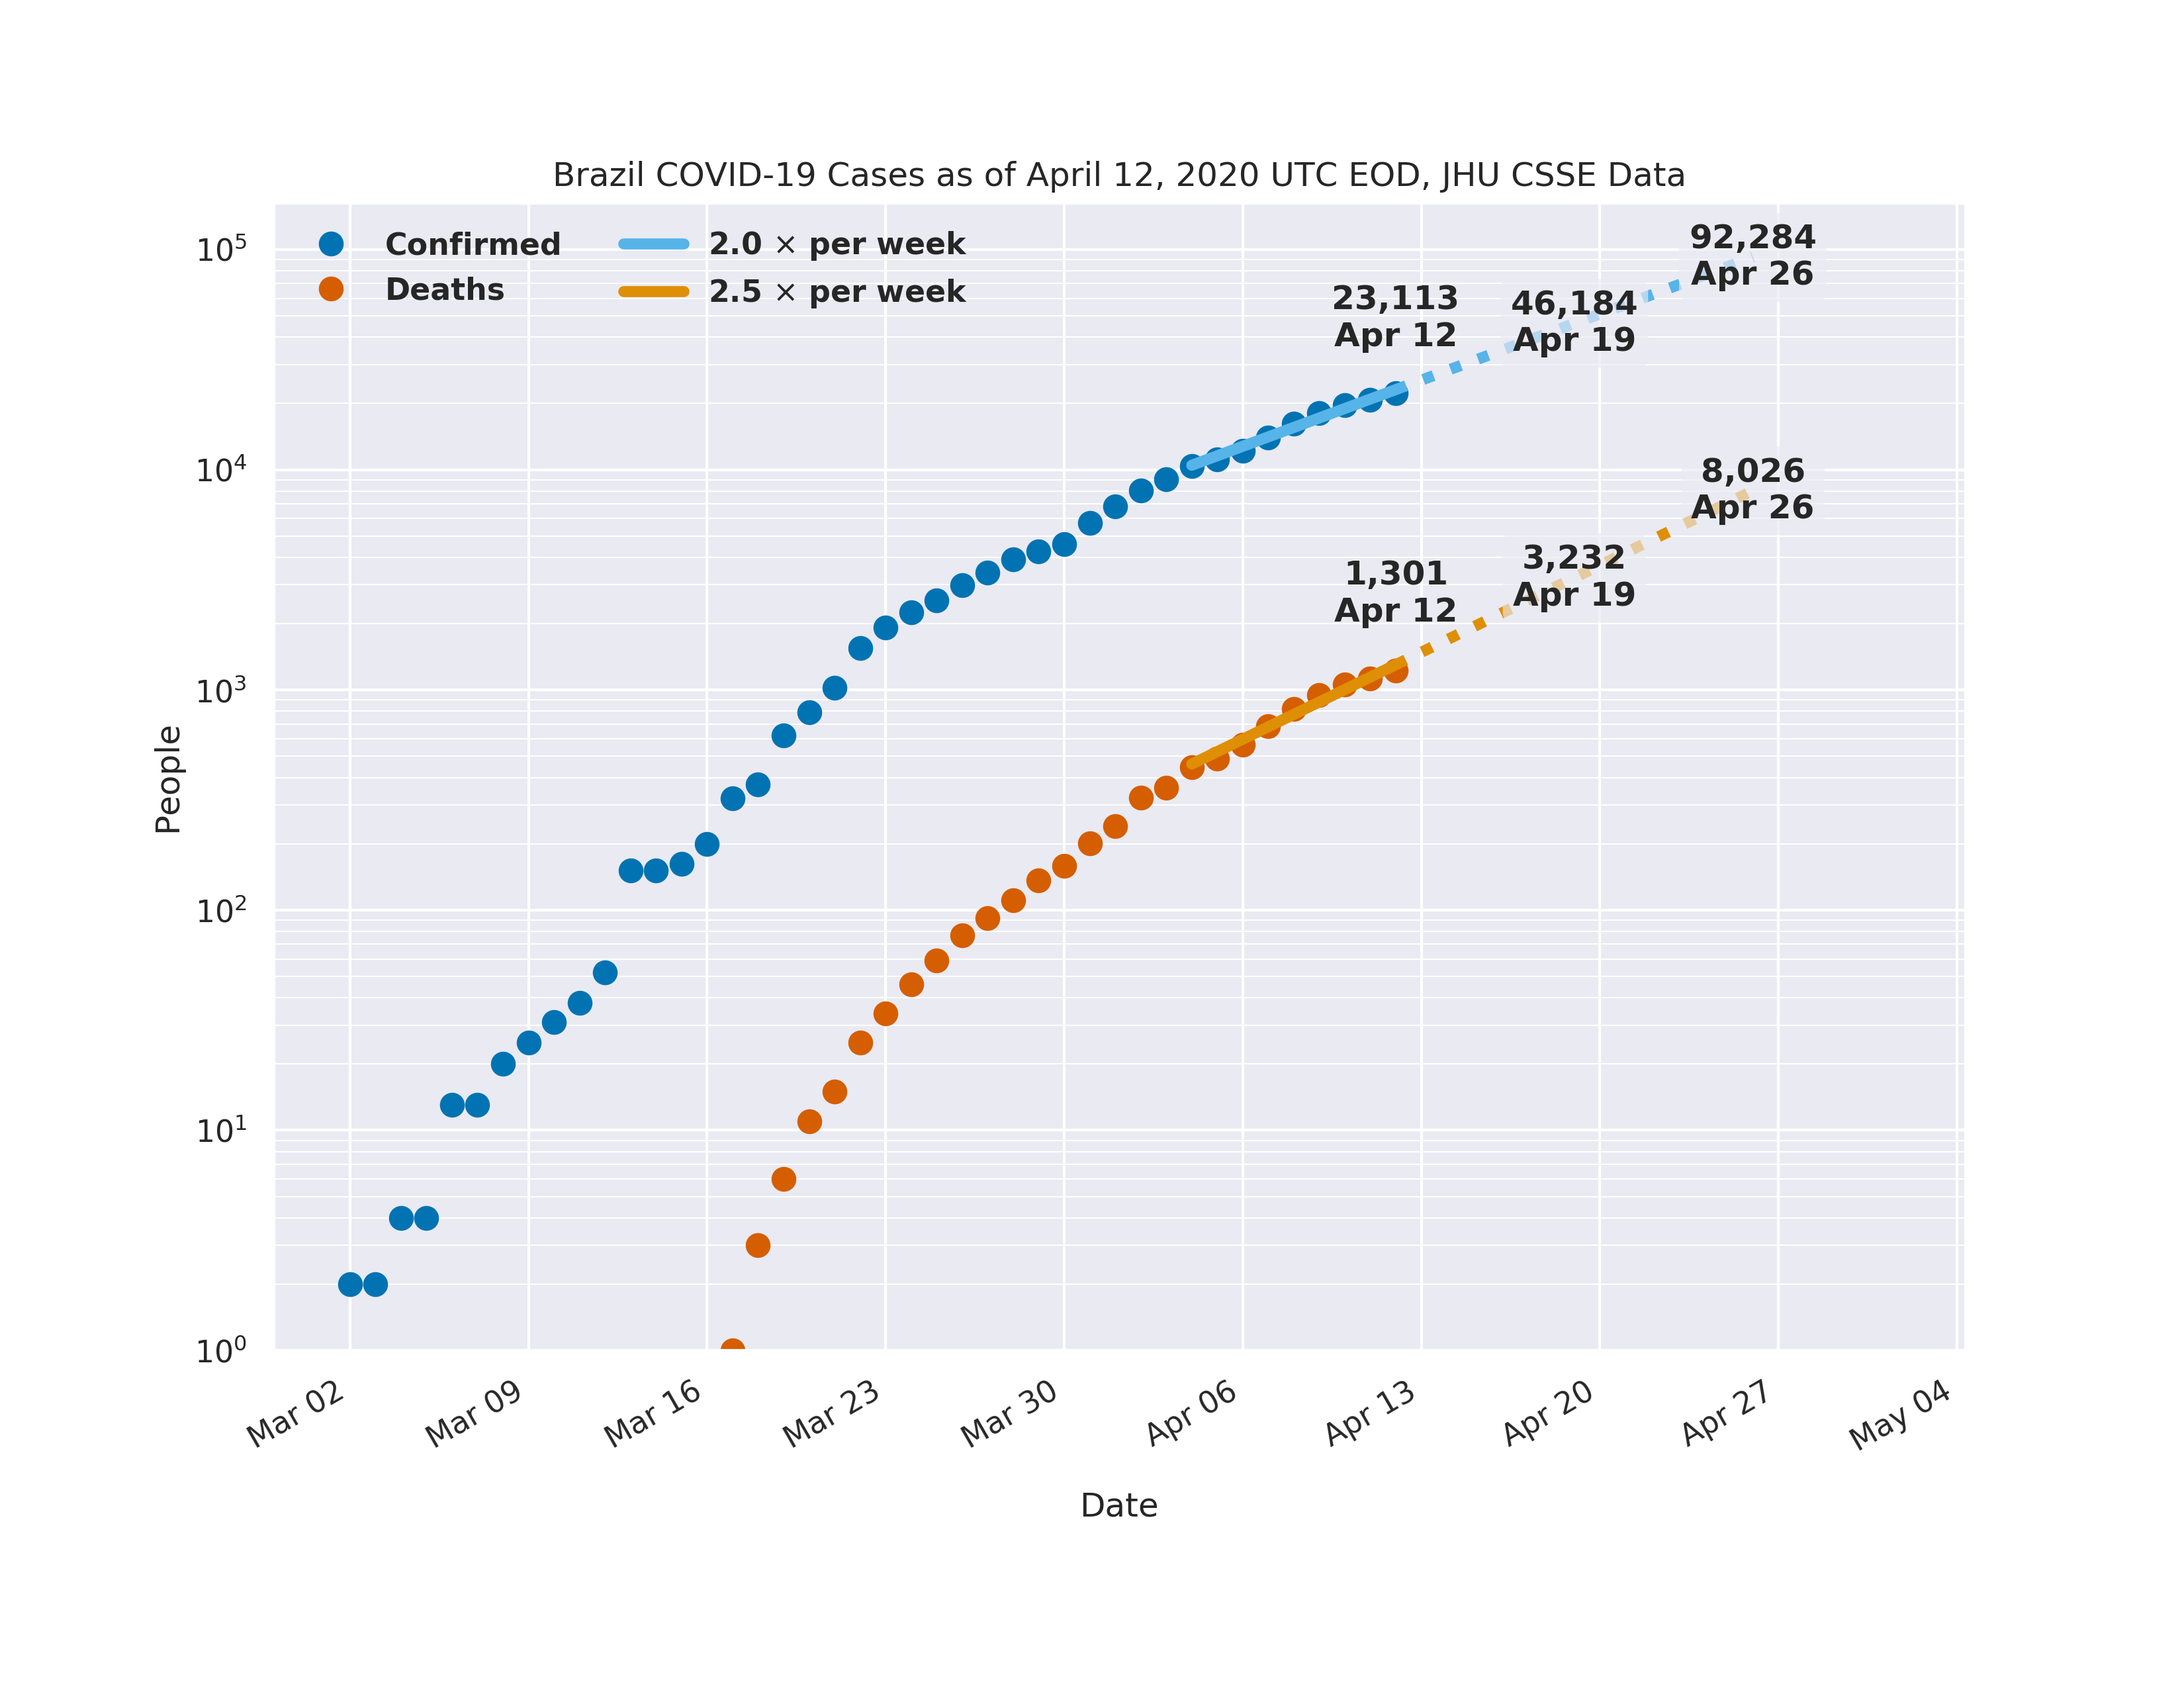 Brazil COVID-19 Cases as of April 12, 2020 UTC EOD, JHU CSSE Data
Confirmed
Deaths
2.0 × per week
2.5 × per week
92,284
Apr 26
23,113
Apr 12
46,184
Apr 19
8,026
Apr 26
1,301
Apr 12
3,232
Apr 19
10⁵
10⁴
10³
10²
10¹
10⁰
People
Mar 02
Mar 09
Mar 16
Mar 23
Mar 30
Apr 06
Apr 13
Apr 20
Apr 27
May 04
Date